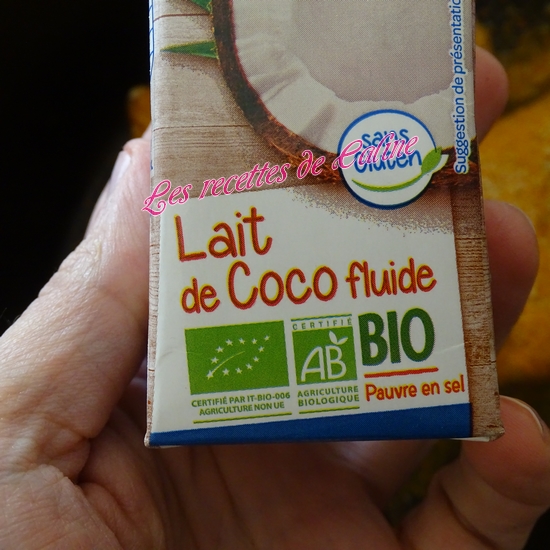 Suggestion de présentation
sans
Gluten
Les recettes de Céline
Lait
de Coco fluide
CERTIFIÉ
AB
BIO
CERTIFIÉ PAR IT-BIO-006
AGRICULTURE NON UE
AGRICULTURE
BIOLOGIQUE
Pauvre en sel